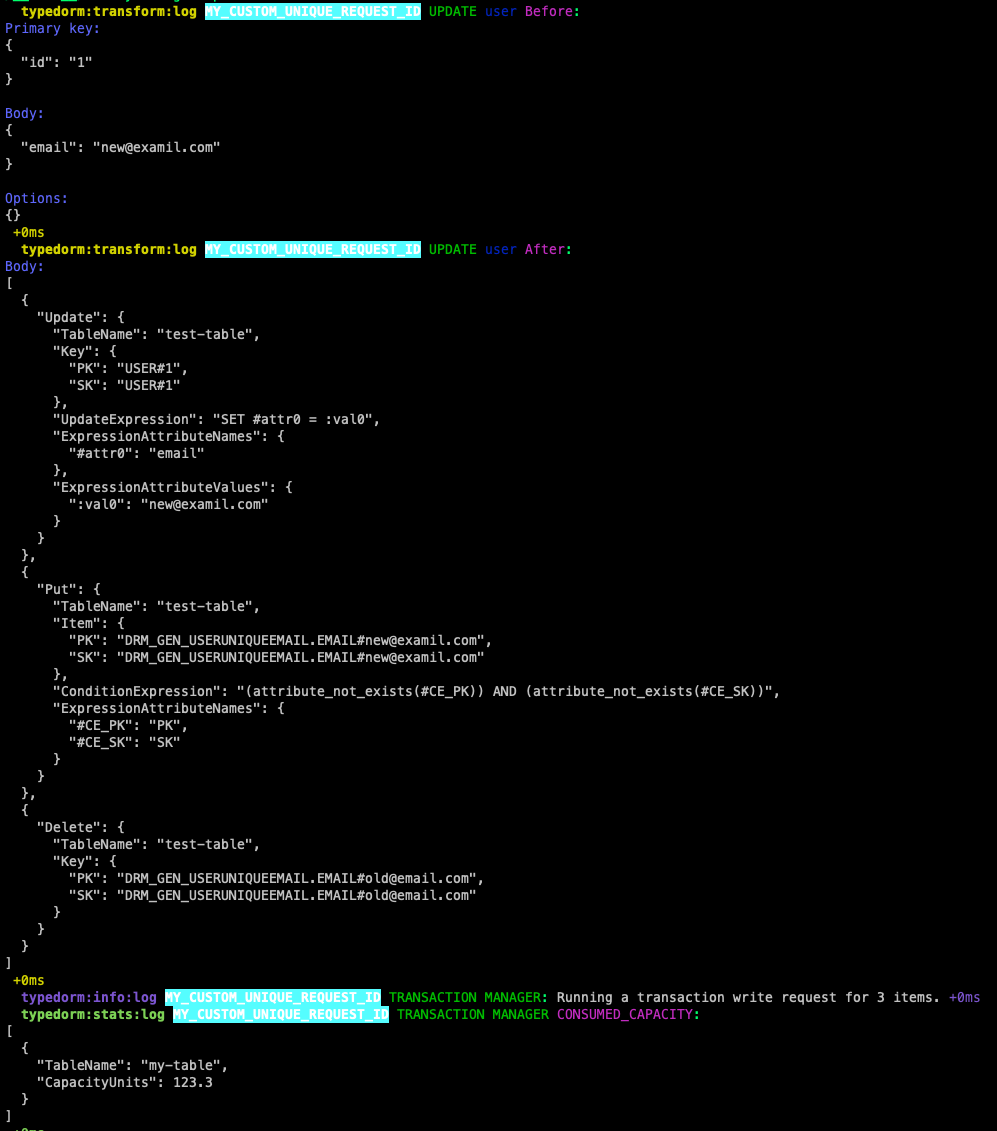 typedorm:transform:log MY_CUSTOM_UNIQUE_REQUEST_ID UPDATE user Before:
Primary key:
{
  "id": "1"
}
Body:
{
  "email": "new@examil.com"
}
Options:
{}
 +0ms
  typedorm:transform:log MY_CUSTOM_UNIQUE_REQUEST_ID UPDATE user After:
Body:
[
  {
    "Update": {
      "TableName": "test-table",
      "Key": {
        "PK": "USER#1",
        "SK": "USER#1"
      },
      "UpdateExpression": "SET #attr0 = :val0",
      "ExpressionAttributeNames": {
        "#attr0": "email"
      },
      "ExpressionAttributeValues": {
        ":val0": "new@examil.com"
      }
    }
  },
  {
    "Put": {
      "TableName": "test-table",
      "Item": {
        "PK": "DRM_GEN_USERUNIQUEEMAIL.EMAIL#new@examil.com",
        "SK": "DRM_GEN_USERUNIQUEEMAIL.EMAIL#new@examil.com"
      },
      "ConditionExpression": "(attribute_not_exists(#CE_PK)) AND (attribute_not_exists(#CE_SK))",
      "ExpressionAttributeNames": {
        "#CE_PK": "PK",
        "#CE_SK": "SK"
      }
    }
  },
  {
    "Delete": {
      "TableName": "test-table",
      "Key": {
        "PK": "DRM_GEN_USERUNIQUEEMAIL.EMAIL#old@email.com",
        "SK": "DRM_GEN_USERUNIQUEEMAIL.EMAIL#old@email.com"
      }
    }
  }
]
 +0ms
  typedorm:info:log MY_CUSTOM_UNIQUE_REQUEST_ID TRANSACTION MANAGER: Running a transaction write request for 3 items. +0ms
  typedorm:stats:log MY_CUSTOM_UNIQUE_REQUEST_ID TRANSACTION MANAGER CONSUMED_CAPACITY:
[
  {
    "TableName": "my-table",
    "CapacityUnits": 123.3
  }
]
 +0ms